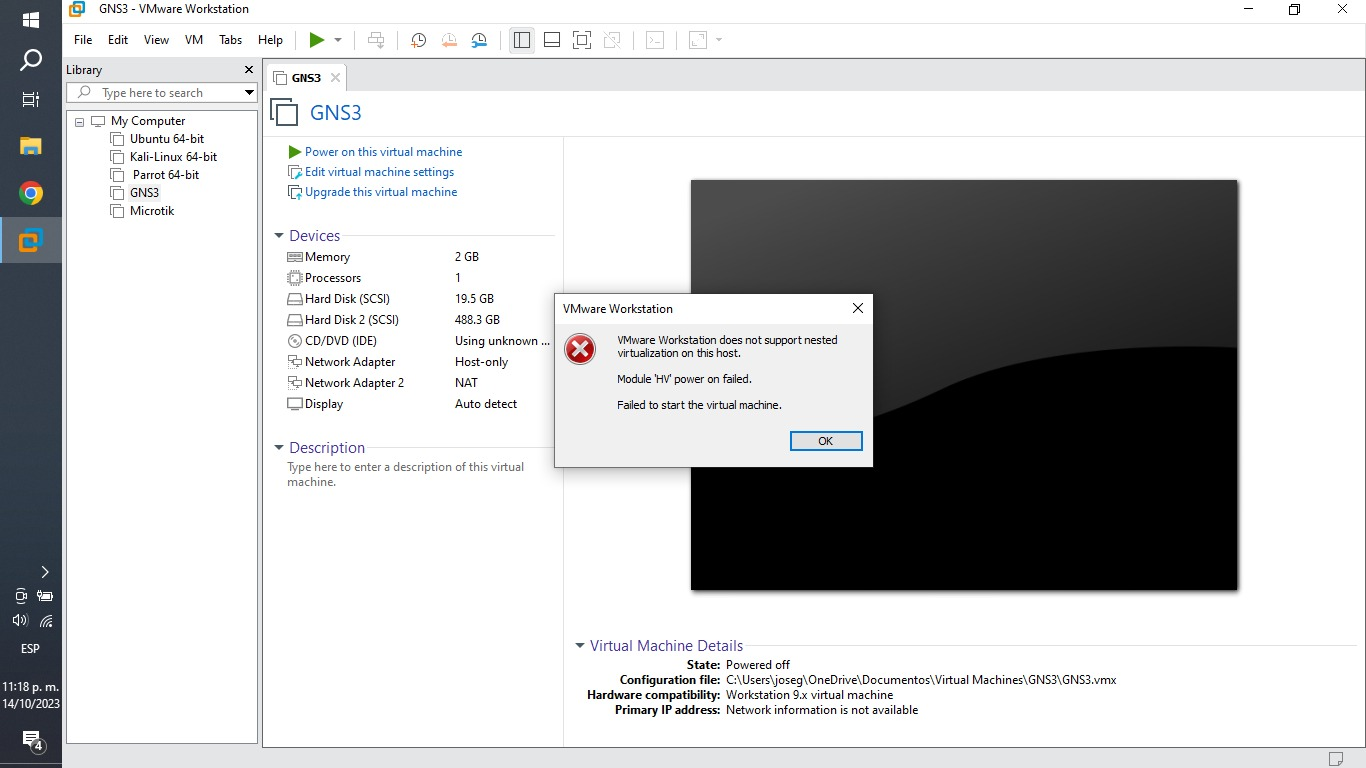 GNS3 - VMware Workstation
File Edit View VM Tabs Help
Library
Type here to search
My Computer
Ubuntu 64-bit
Kali-Linux 64-bit
Parrot 64-bit
GNS3
Microtik
GNS3
GNS3
Power on this virtual machine
Edit virtual machine settings
Upgrade this virtual machine
Devices
Memory 2 GB
Processors 1
Hard Disk (SCSI) 19.5 GB
Hard Disk 2 (SCSI) 488.3 GB
CD/DVD (IDE) Using unknown ...
Network Adapter Host-only
Network Adapter 2 NAT
Display Auto detect
Description
Type here to enter a description of this virtual
machine.
VMware Workstation
VMware Workstation does not support nested
virtualization on this host.
Module 'HV' power on failed.
Failed to start the virtual machine.
OK
Virtual Machine Details
State: Powered off
Configuration file: C:\Users\joseg\OneDrive\Documentos\Virtual Machines\GNS3\GNS3.vmx
Hardware compatibility: Workstation 9.x virtual machine
Primary IP address: Network information is not available
ESP
11:18 p. m.
14/10/2023
4